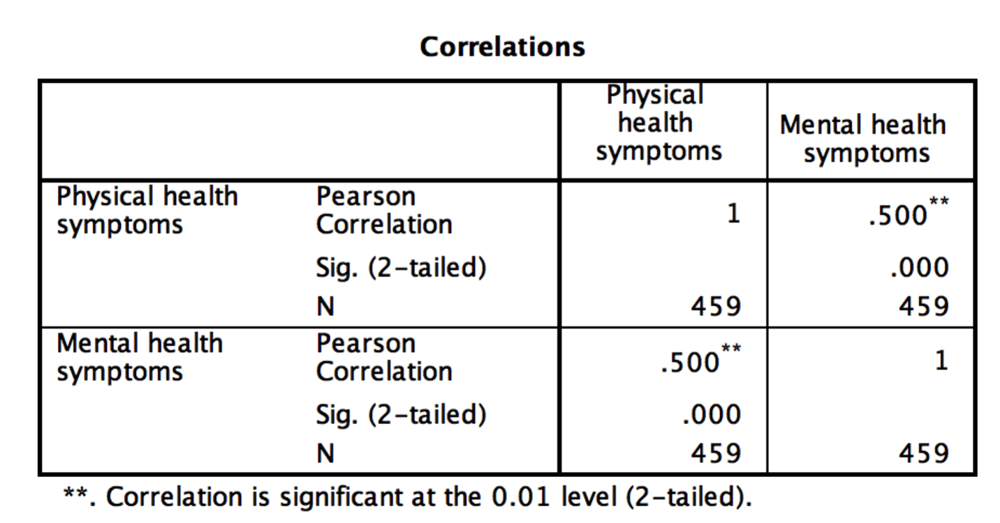 Correlations
Physical
health
symptoms
Mental health
symptoms
Physical health
symptoms
Pearson
Correlation
1
.500**
Sig. (2-tailed)
.000
N
459
459
Mental health
symptoms
Pearson
Correlation
.500**
1
Sig. (2-tailed)
.000
N
459
459
**. Correlation is significant at the 0.01 level (2-tailed).